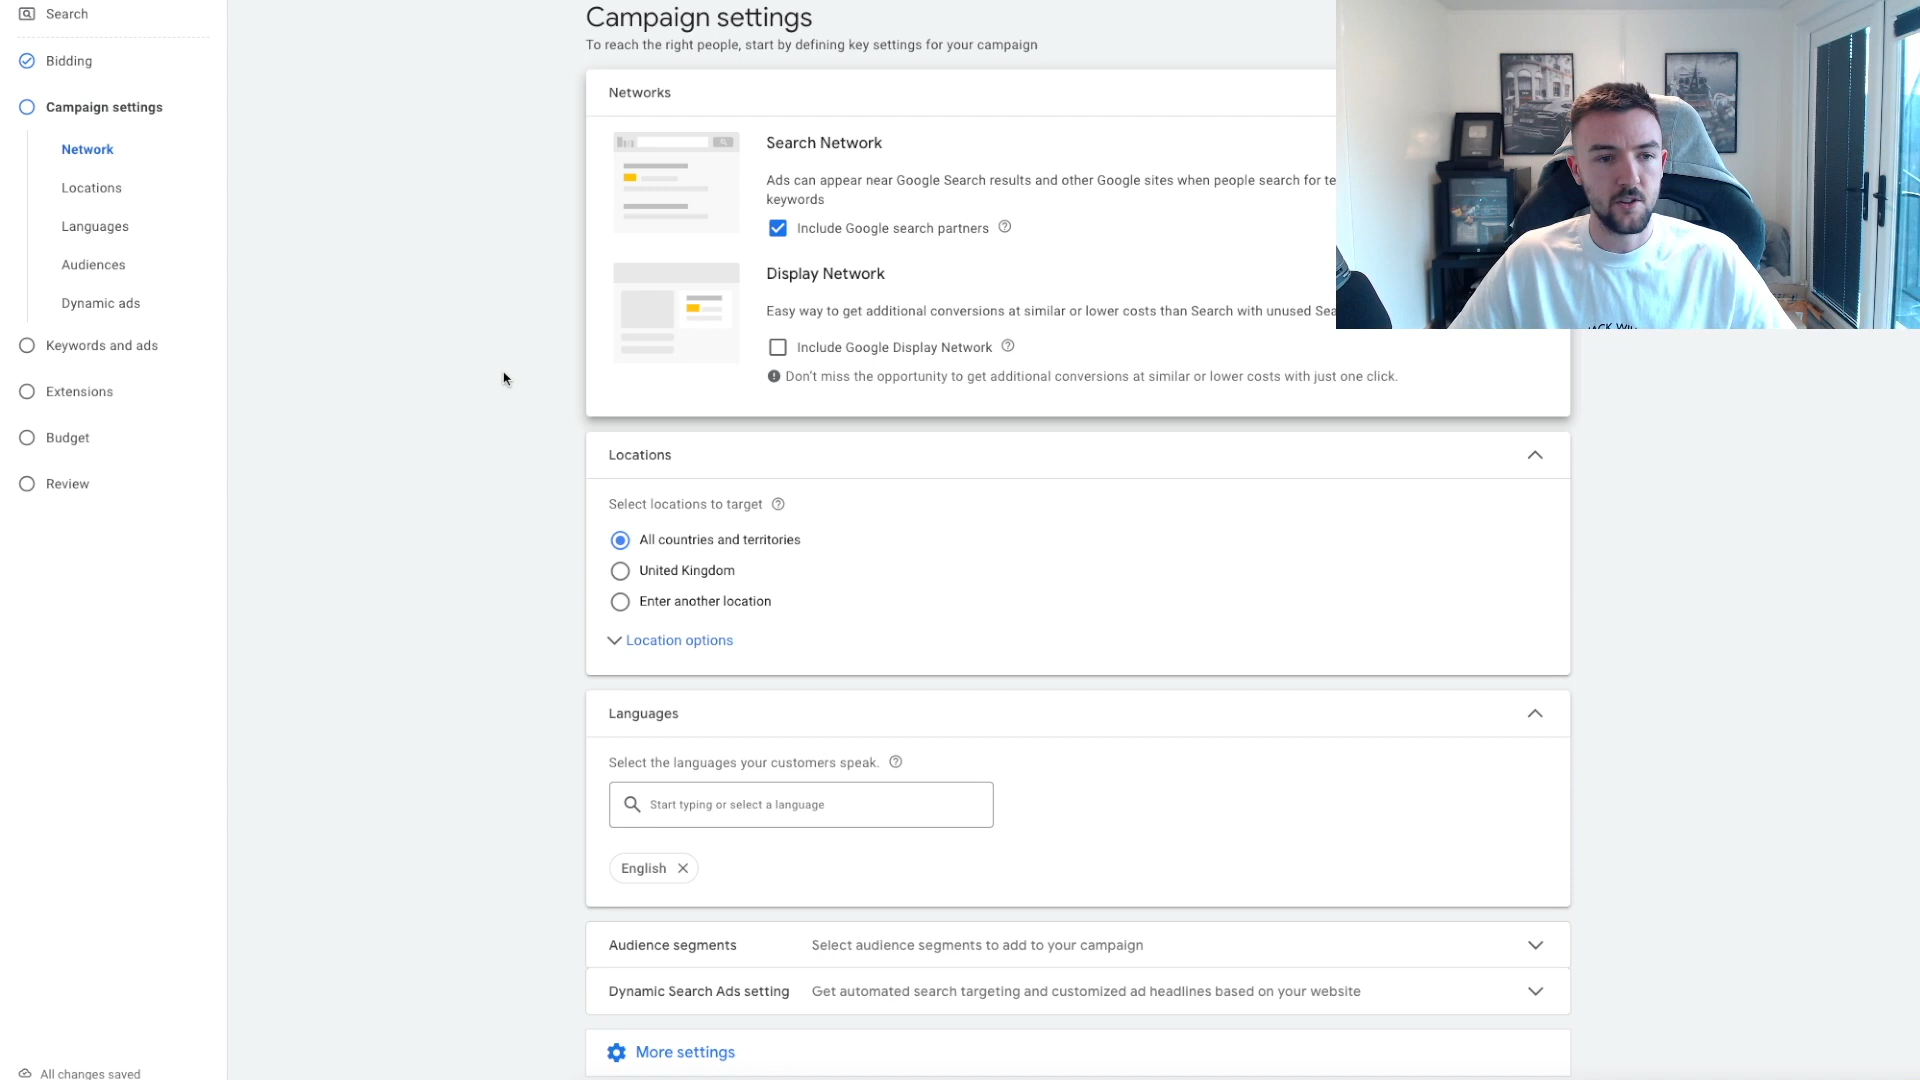 Search
Bidding
Campaign settings
Network
Locations
Languages
Audiences
Dynamic ads
Keywords and ads
Extensions
Budget
Review
All changes saved
Campaign settings
To reach the right people, start by defining key settings for your campaign
Networks
Search Network
Ads can appear near Google Search results and other Google sites when people search for te
keywords
Include Google search partners
Display Network
Easy way to get additional conversions at similar or lower costs than Search with unused Sea
Include Google Display Network
Don't miss the opportunity to get additional conversions at similar or lower costs with just one click.
Locations
Select locations to target
All countries and territories
United Kingdom
Enter another location
Location options
Languages
Select the languages your customers speak.
Start typing or select a language
English
Audience segments Select audience segments to add to your campaign
Dynamic Search Ads setting Get automated search targeting and customized ad headlines based on your website
More settings